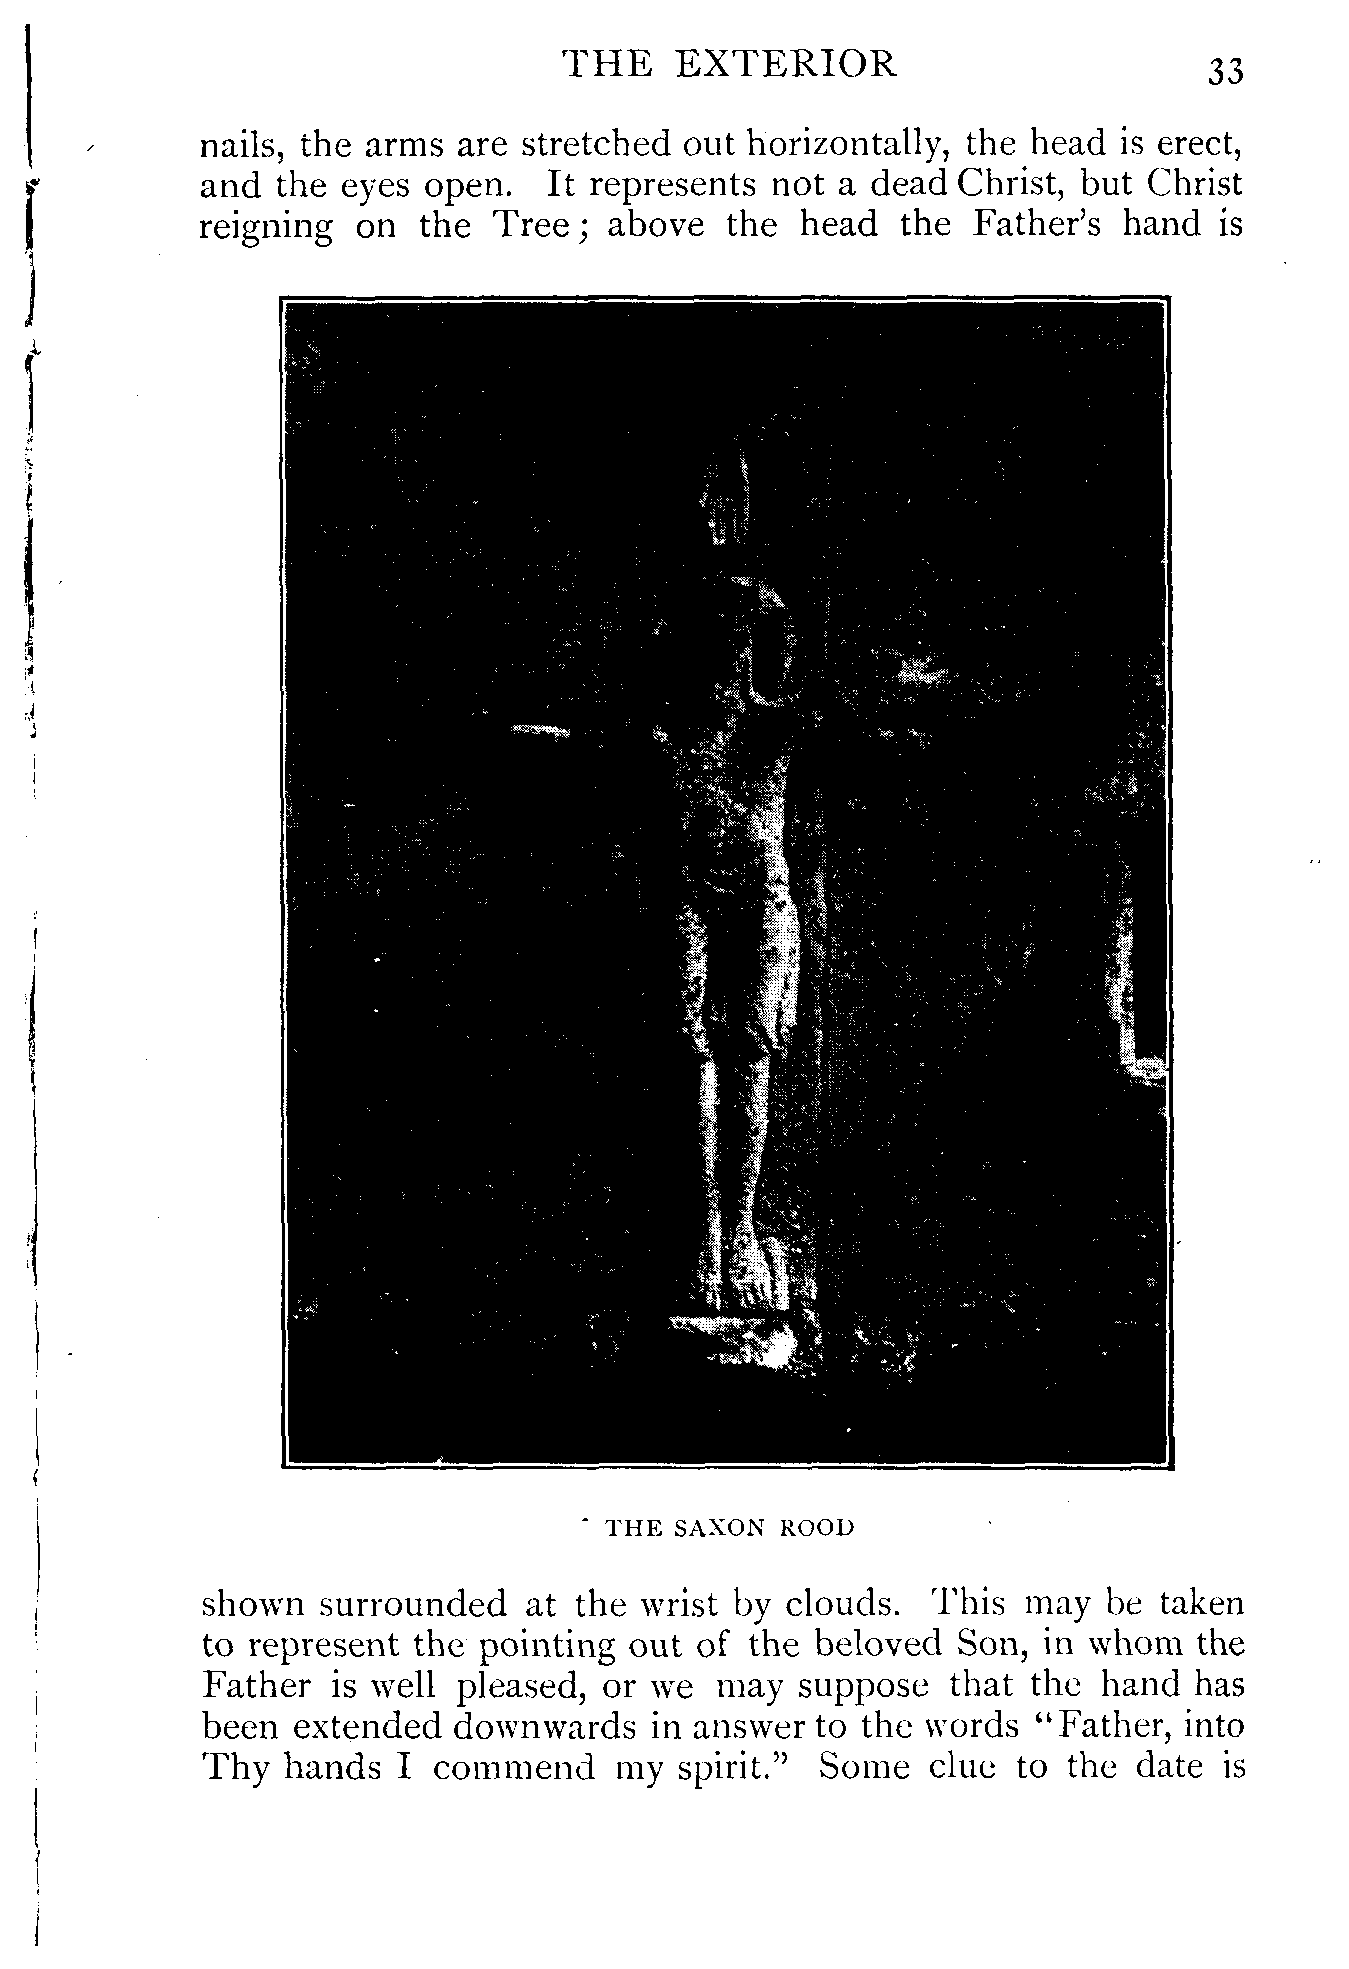 THE EXTERIOR 33
nails, the arms are stretched out horizontally, the head is erect,
and the eyes open. It represents not a dead Christ, but Christ
reigning on the Tree; above the head the Father's hand is
THE SAXON ROOD
shown surrounded at the wrist by clouds. This may be taken
to represent the pointing out of the beloved Son, in whom the
Father is well pleased, or we may suppose that the hand has
been extended downwards in answer to the words "Father, into
Thy hands I commend my spirit." Some clue to the date is